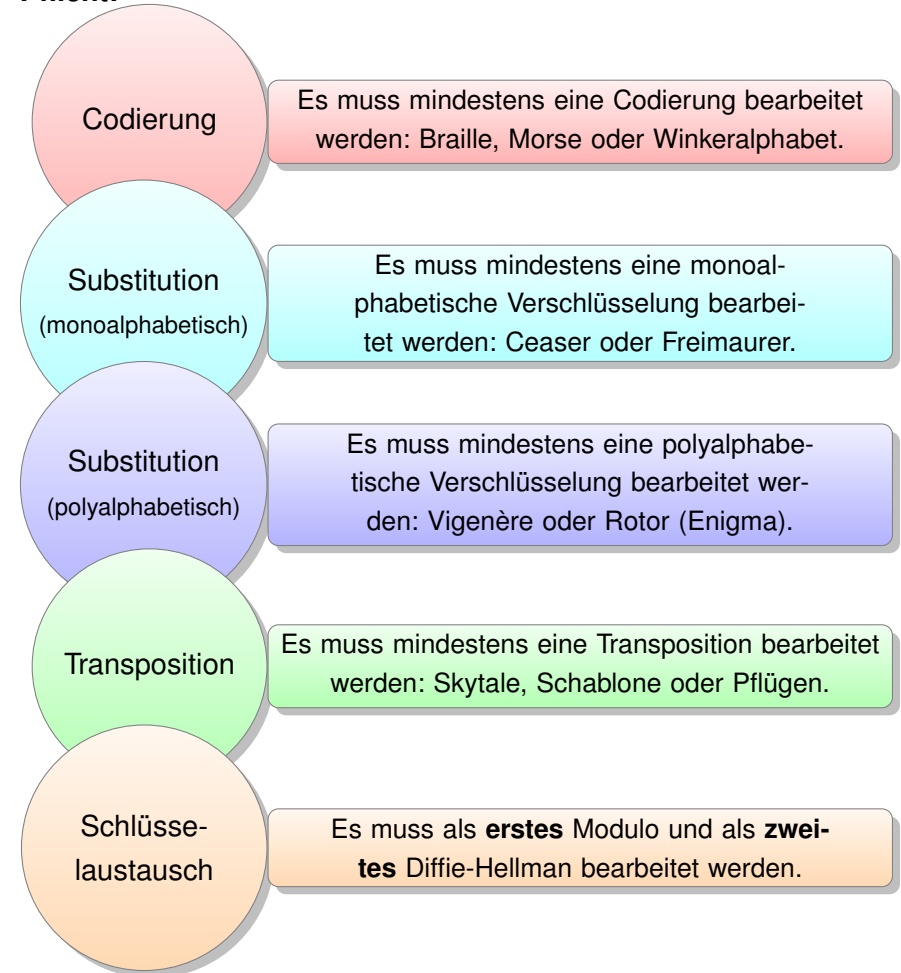 Codierung
Es muss mindestens eine Codierung bearbeitet
werden: Braille, Morse oder Winkeralphabet.
Substitution
(monoalphabetisch)
Es muss mindestens eine monoal-
phabetische Verschlüsselung bearbei-
tet werden: Ceaser oder Freimaurer.
Substitution
(polyalphabetisch)
Es muss mindestens eine polyalphabe-
tische Verschlüsselung bearbeitet wer-
den: Vigenère oder Rotor (Enigma).
Transposition
Es muss mindestens eine Transposition bearbeitet
werden: Skytale, Schablone oder Pflügen.
Schlüsse-
laustausch
Es muss als erstes Modulo und als zwei-
tes Diffie-Hellman bearbeitet werden.